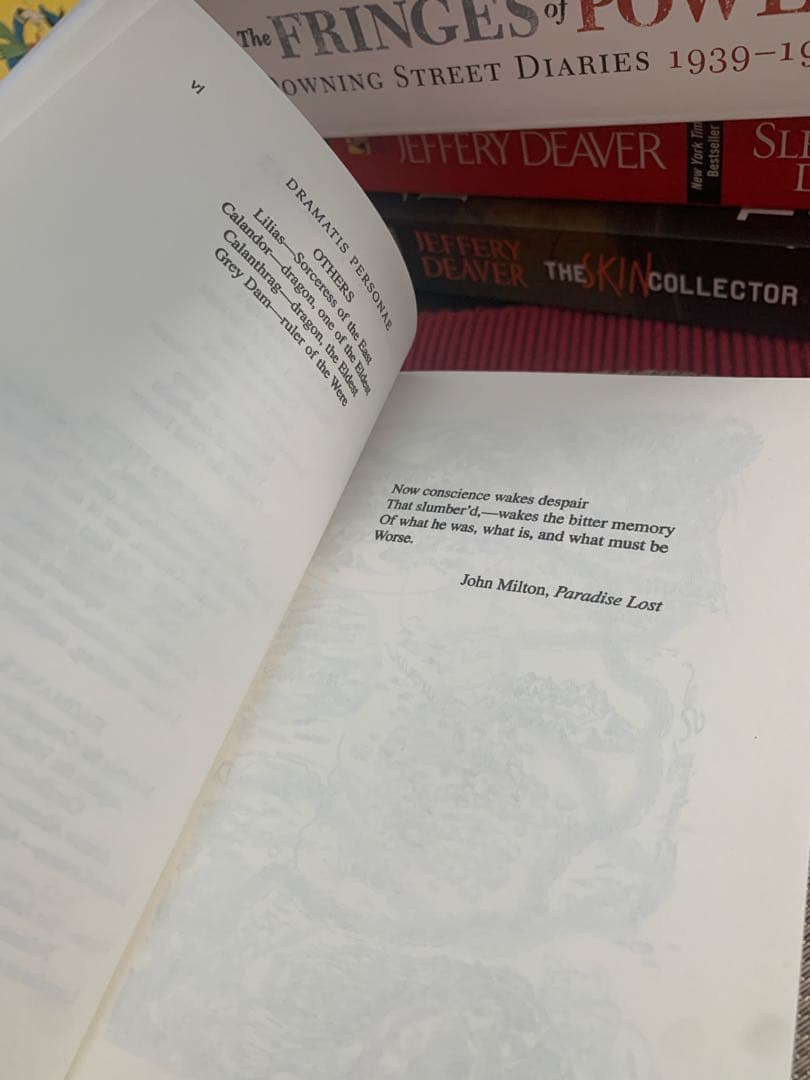 The FRINGES of POWE
OWNING STREET DIARIES 1939–19
JEFFERY DEAVER
New York Tim
Bestseller
SLE
JEFFERY
DEAVER
THE SKIN COLLECTOR
vi
DRAMATIS PERSONAE
OTHERS
Lilias—Sorceress of the East
Calandor—dragon, one of the Eldest
Calanthrag—dragon, the Eldest
Grey Dam—ruler of the Were
Now conscience wakes despair
That slumber'd,—wakes the bitter memory
Of what he was, what is, and what must be
Worse.
John Milton, Paradise Lost